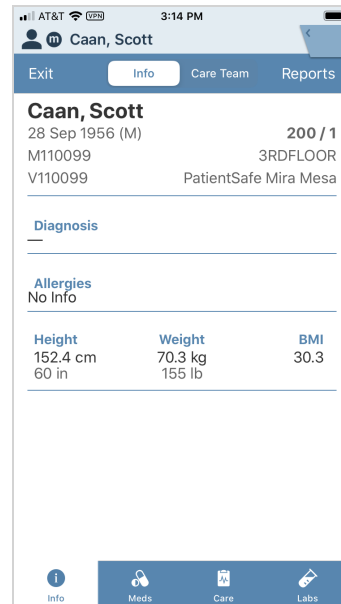 AT&T VPN 3:14 PM
m Caan, Scott
Exit Info Care Team Reports
Caan, Scott
28 Sep 1956 (M) 200 / 1
M110099 3RDFLOOR
V110099 PatientSafe Mira Mesa
Diagnosis
—
Allergies
No Info
Height Weight BMI
152.4 cm 70.3 kg 30.3
60 in 155 lb
Info Meds Care Labs